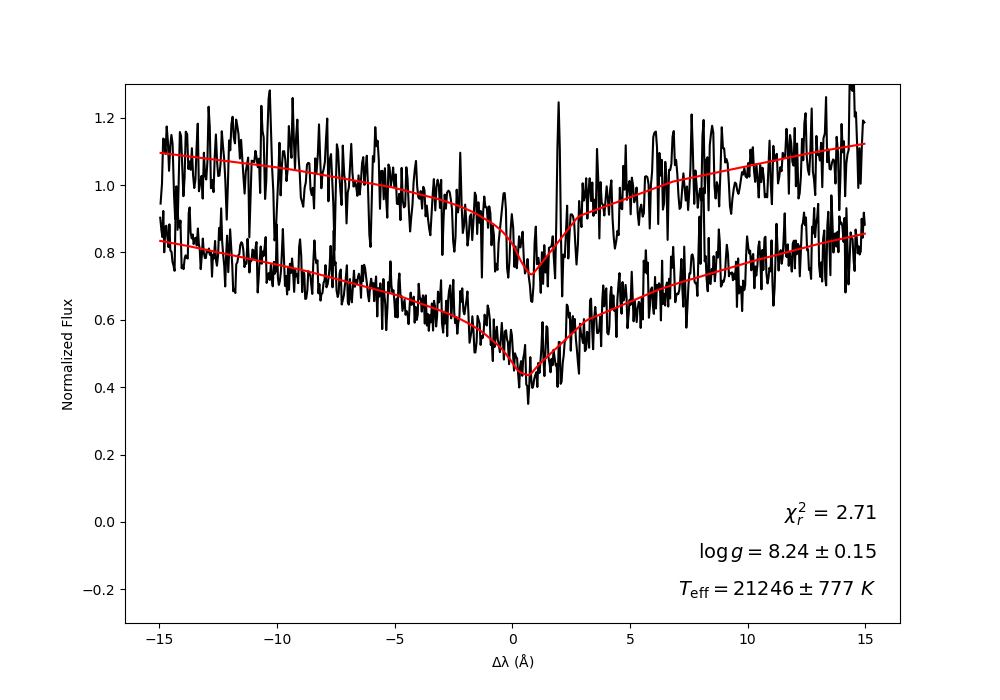 1.2
1.0
0.8
0.6
0.4
0.2
0.0
−0.2
Normalized Flux
χ²ᵣ = 2.71
log g = 8.24 ± 0.15
T_eff = 21246 ± 777 K
−15 −10 −5 0 5 10 15
Δλ (Å)